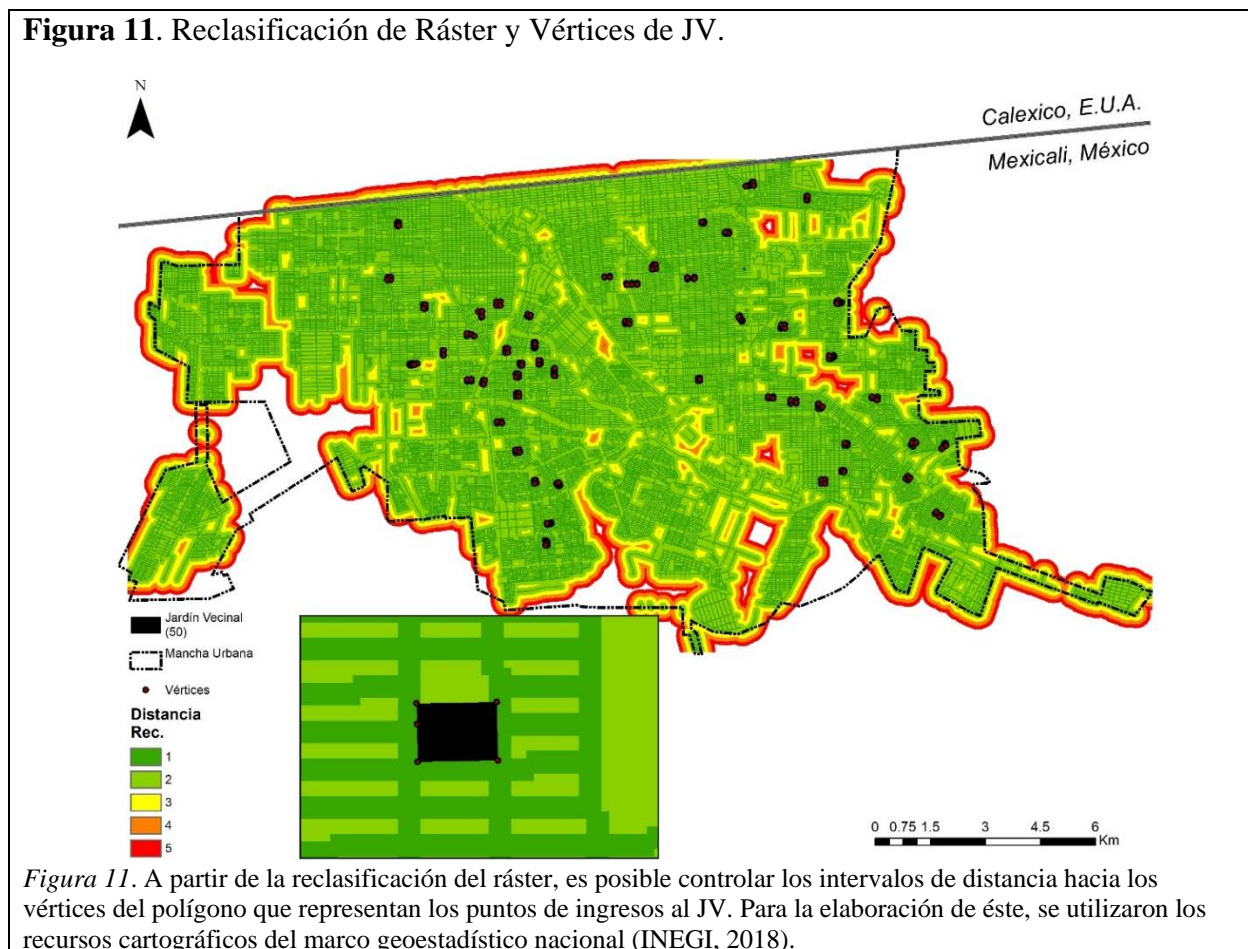 Figura 11. Reclasificación de Ráster y Vértices de JV.
N
Calexico, E.U.A.
Mexicali, México
Jardín Vecinal
(50)
Mancha Urbana
Vértices
Distancia
Rec.
1
2
3
4
5
0 0.75 1.5 3 4.5 6
Km
Figura 11. A partir de la reclasificación del ráster, es posible controlar los intervalos de distancia hacia los
vértices del polígono que representan los puntos de ingresos al JV. Para la elaboración de éste, se utilizaron los
recursos cartográficos del marco geoestadístico nacional (INEGI, 2018).